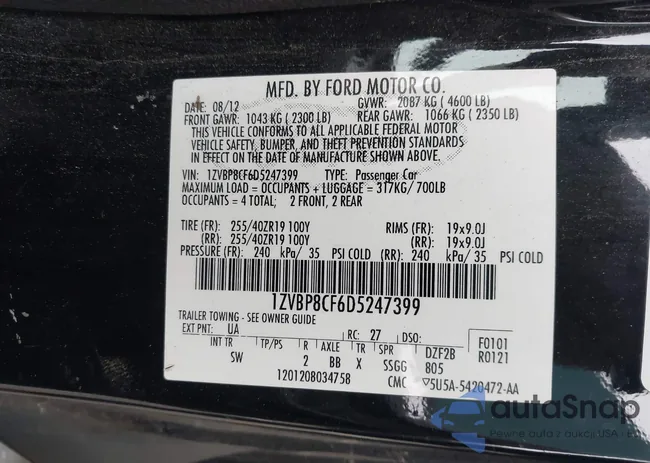 MFD. BY FORD MOTOR CO.
DATE: 08/12 GVWR: 2087 KG ( 4600 LB)
FRONT GAWR: 1043 KG ( 2300 LB) REAR GAWR: 1066 KG ( 2350 LB)
THIS VEHICLE CONFORMS TO ALL APPLICABLE FEDERAL MOTOR
VEHICLE SAFETY, BUMPER, AND THEFT PREVENTION STANDARDS
IN EFFECT ON THE DATE OF MANUFACTURE SHOWN ABOVE.
VIN: 1ZVBP8CF6D5247399 TYPE: Passenger Car
MAXIMUM LOAD = OCCUPANTS + LUGGAGE = 317KG/ 700LB
OCCUPANTS = 4 TOTAL; 2 FRONT, 2 REAR
TIRE (FR): 255/40ZR19 100Y RIMS (FR): 19x9.0J
(RR): 255/40ZR19 100Y (RR): 19x9.0J
PRESSURE (FR): 240 kPa/ 35 PSI COLD (RR) 240 kPa/ 35 PSI COLD
1ZVBP8CF6D5247399
TRAILER TOWING - SEE OWNER GUIDE
EXT PNT: UA RC: 27 DSO: F0101
INT TR TP/PS R AXLE TR SPR DZF2B R0121
SW 2 BB X SSGG 805
1201208034758 CMC 5U5A-5420472-AA
autoSnap
Pewne auta z aukcji USA - E